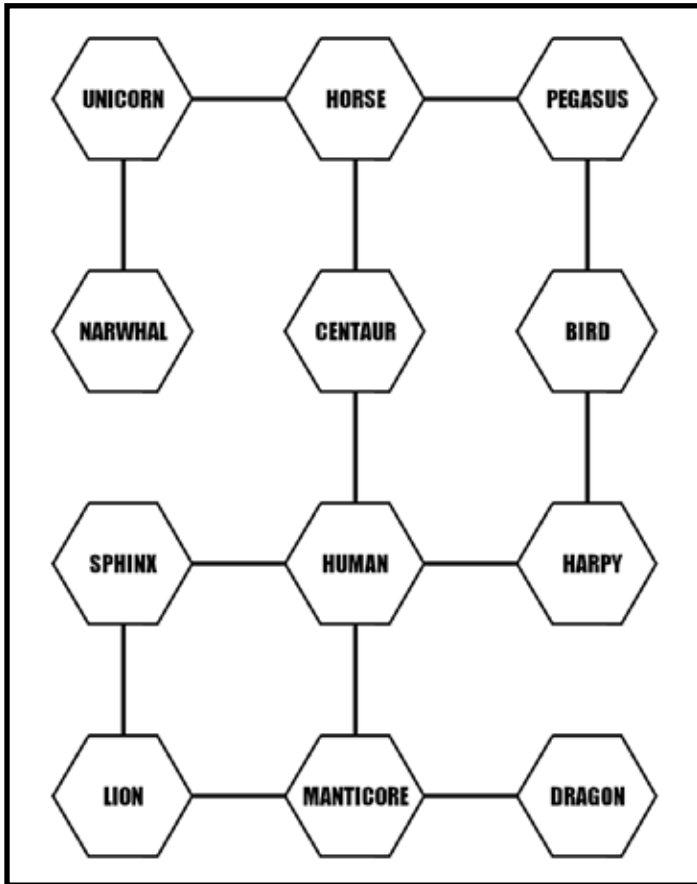 UNICORN HORSE PEGASUS
NARWHAL CENTAUR BIRD
SPHINX HUMAN HARPY
LION MANTICORE DRAGON